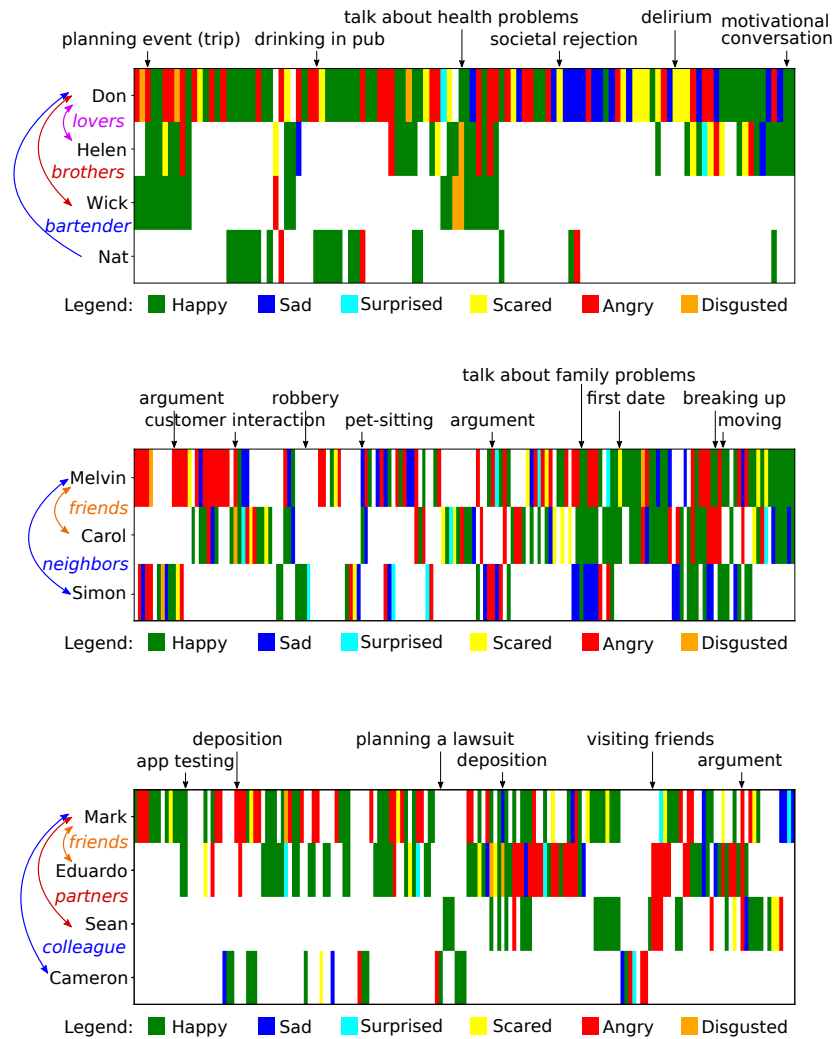 talk about health problems
planning event (trip) drinking in pub societal rejection delirium motivational conversation
Don
lovers
Helen
brothers
Wick
bartender
Nat
Legend: Happy Sad Surprised Scared Angry Disgusted
talk about family problems
argument robbery first date breaking up
customer interaction pet-sitting argument moving
Melvin
friends
Carol
neighbors
Simon
Legend: Happy Sad Surprised Scared Angry Disgusted
deposition planning a lawsuit visiting friends
app testing deposition argument
Mark
friends
Eduardo
partners
Sean
colleague
Cameron
Legend: Happy Sad Surprised Scared Angry Disgusted